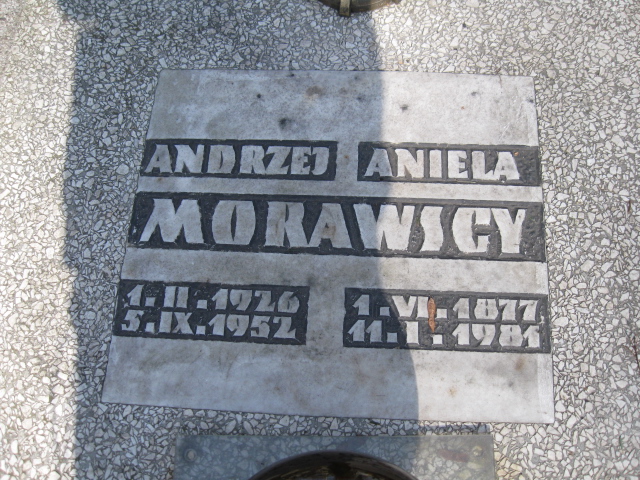 ANDRZEJ ANIELA
MORAWSCY
1.II.1926 1.VI.1877
5.IX.1952 11.I.1981